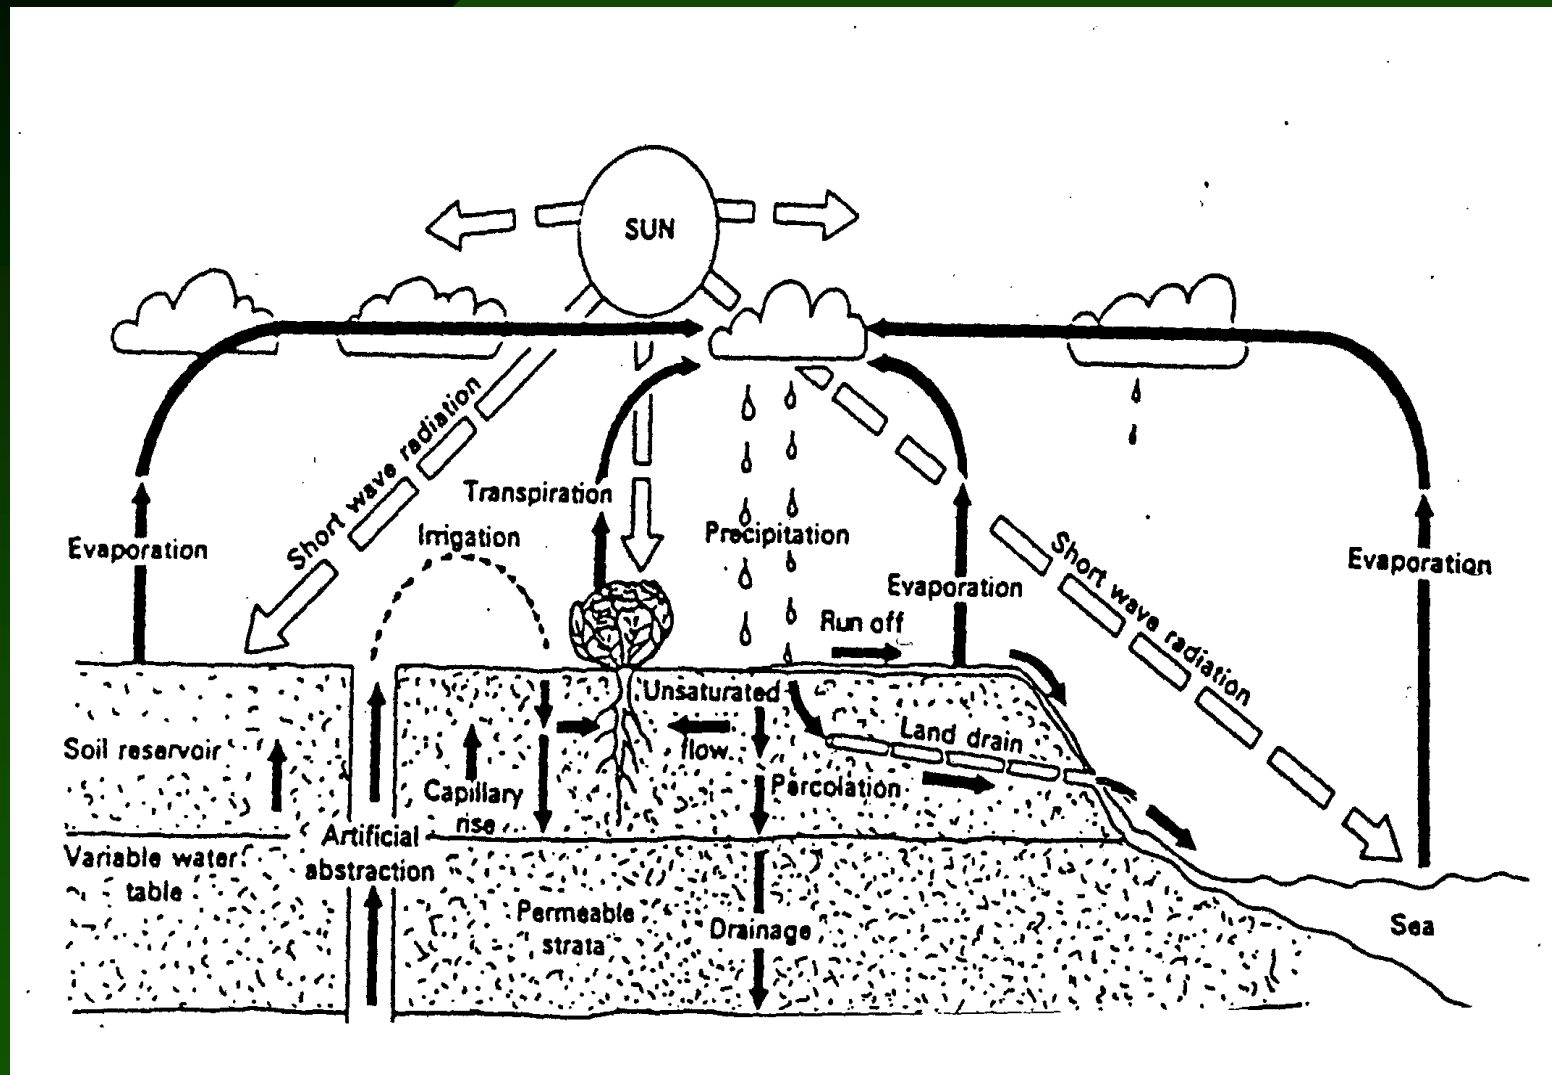 SUN
Short wave radiation
Transpiration
Irrigation
Precipitation
Evaporation
Evaporation
Evaporation
Short wave radiation
Run off
Unsaturated
flow
Soil reservoir
Land drain
Capillary
rise
Percolation
Artificial
abstraction
Variable water
table
Permeable
strata
Drainage
Sea